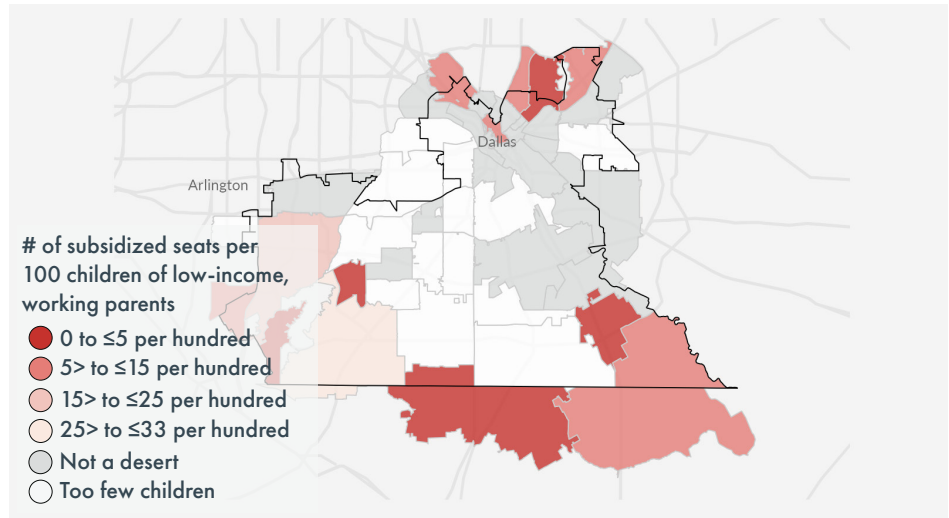 Dallas
Arlington
# of subsidized seats per
100 children of low-income,
working parents
0 to ≤5 per hundred
5> to ≤15 per hundred
15> to ≤25 per hundred
25> to ≤33 per hundred
Not a desert
Too few children